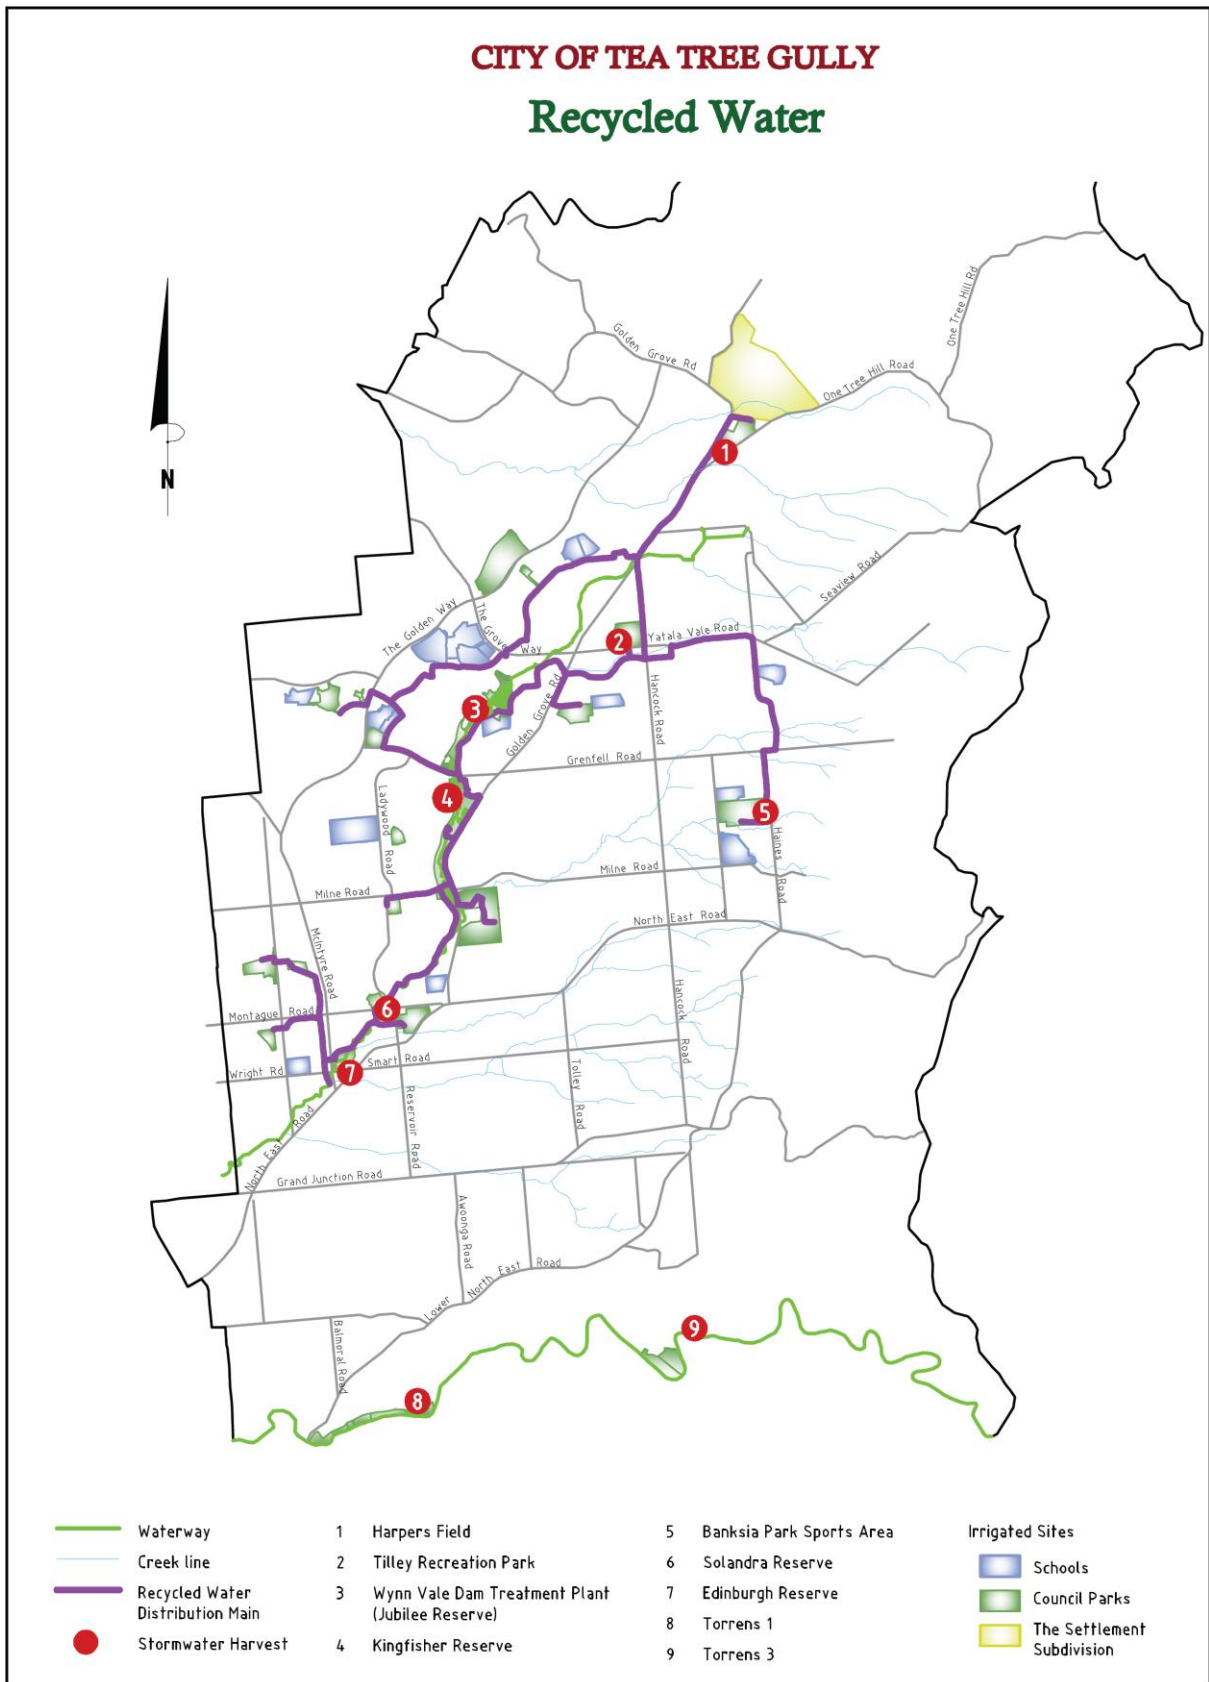 CITY OF TEA TREE GULLY
Recycled Water
N
Golden Grove Rd
One Tree Hill Rd
One Tree Hill Road
1
Seaview Road
The Golden Way
The Grove Way
2
Yatala Vale Road
3
Golden Grove Rd
Hancock Road
Grenfell Road
4
Ladywood Road
5
Haines Road
Milne Road
Milne Road
North East Road
McIntyre Road
Montague Road
6
Hancock Road
Wright Rd
7
Smart Road
Tolley Road
Reservoir Road
North East Road
Grand Junction Road
Awoonga Road
Lower North East Road
Balmoral Road
9
8
Waterway
Creek line
Recycled Water
Distribution Main
Stormwater Harvest
1 Harpers Field
2 Tilley Recreation Park
3 Wynn Vale Dam Treatment Plant
(Jubilee Reserve)
4 Kingfisher Reserve
5 Banksia Park Sports Area
6 Solandra Reserve
7 Edinburgh Reserve
8 Torrens 1
9 Torrens 3
Irrigated Sites
Schools
Council Parks
The Settlement
Subdivision